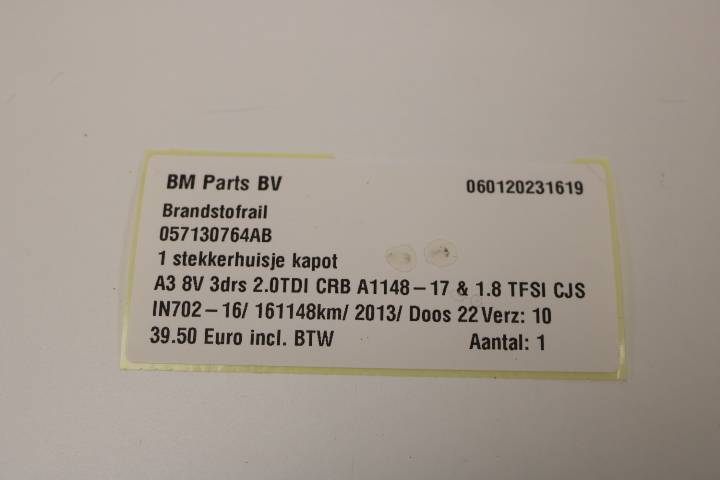 BM Parts BV 060120231619
Brandstofrail
057130764AB
1 stekkerhuisje kapot
A3 8V 3drs 2.0TDI CRB A1148-17 & 1.8 TFSI CJS
IN702-16/ 161148km/ 2013/ Doos 22 Verz: 10
39.50 Euro incl. BTW Aantal: 1